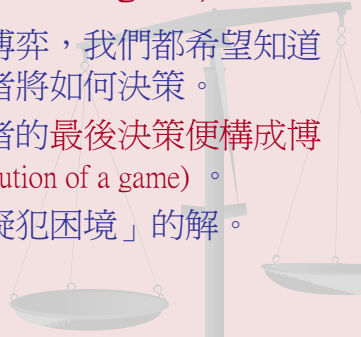 博弈,我們都希望知道
者將如何決策。
者的最後決策便構成博
ution of a game) 。
疑犯困境」的解。